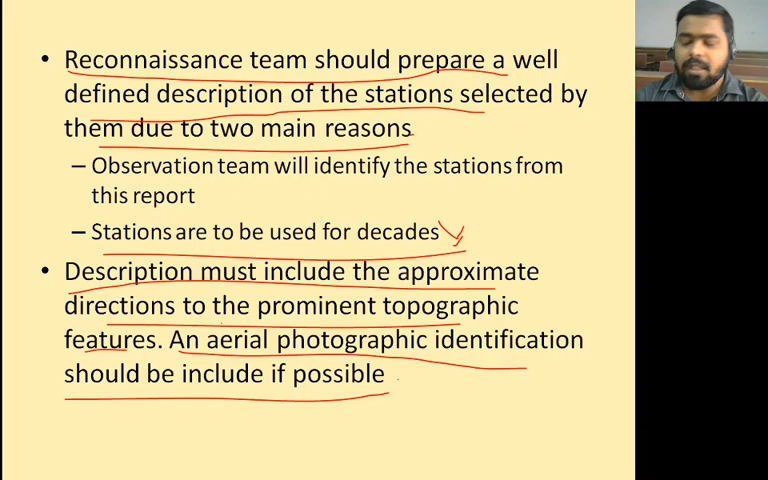 • Reconnaissance team should prepare a well
defined description of the stations selected by
them due to two main reasons
– Observation team will identify the stations from
this report
– Stations are to be used for decades
• Description must include the approximate
directions to the prominent topographic
features. An aerial photographic identification
should be include if possible